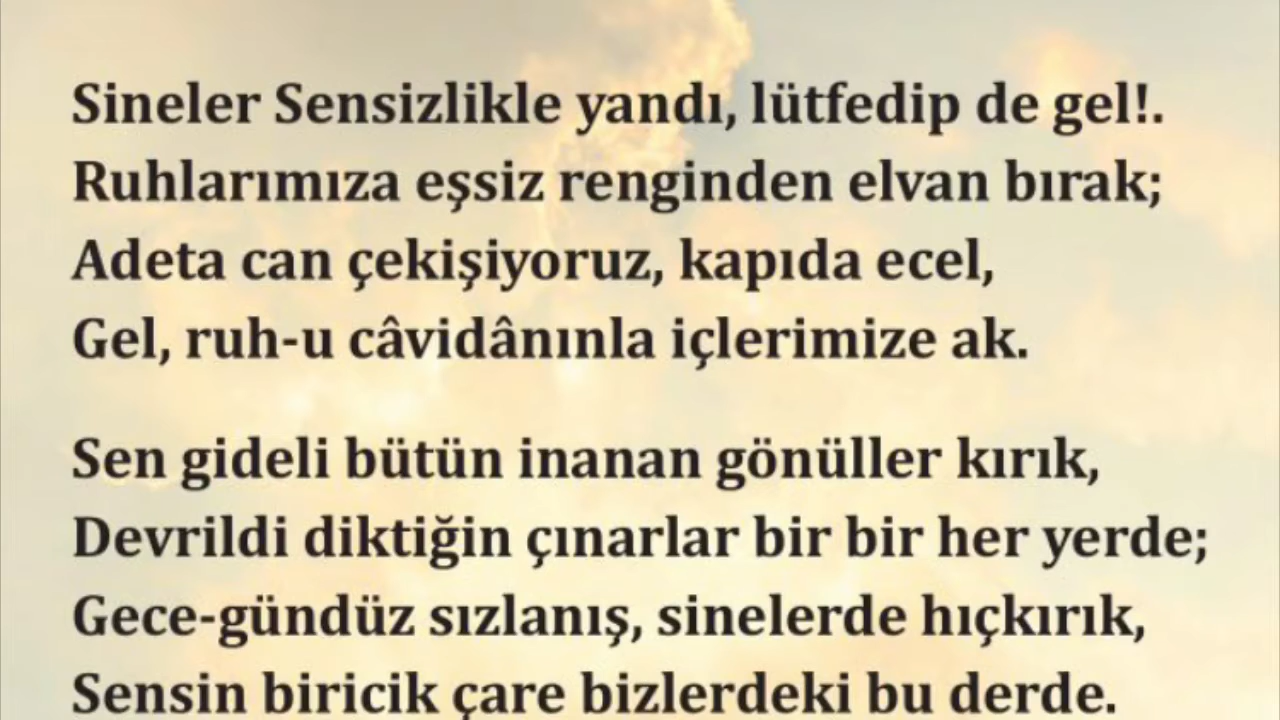 Sineler Sensizlikle yandı, lütfedip de gel!.
Ruhlarımıza eşsiz renginden elvan bırak;
Adeta can çekişiyoruz, kapıda ecel,
Gel, ruh-u câvidânınla içlerimize ak.
Sen gideli bütün inanan gönüller kırık,
Devrildi diktiğin çınarlar bir bir her yerde;
Gece-gündüz sızlanış, sinelerde hıçkırık,
Sensin biricik çare bizlerdeki bu derde.